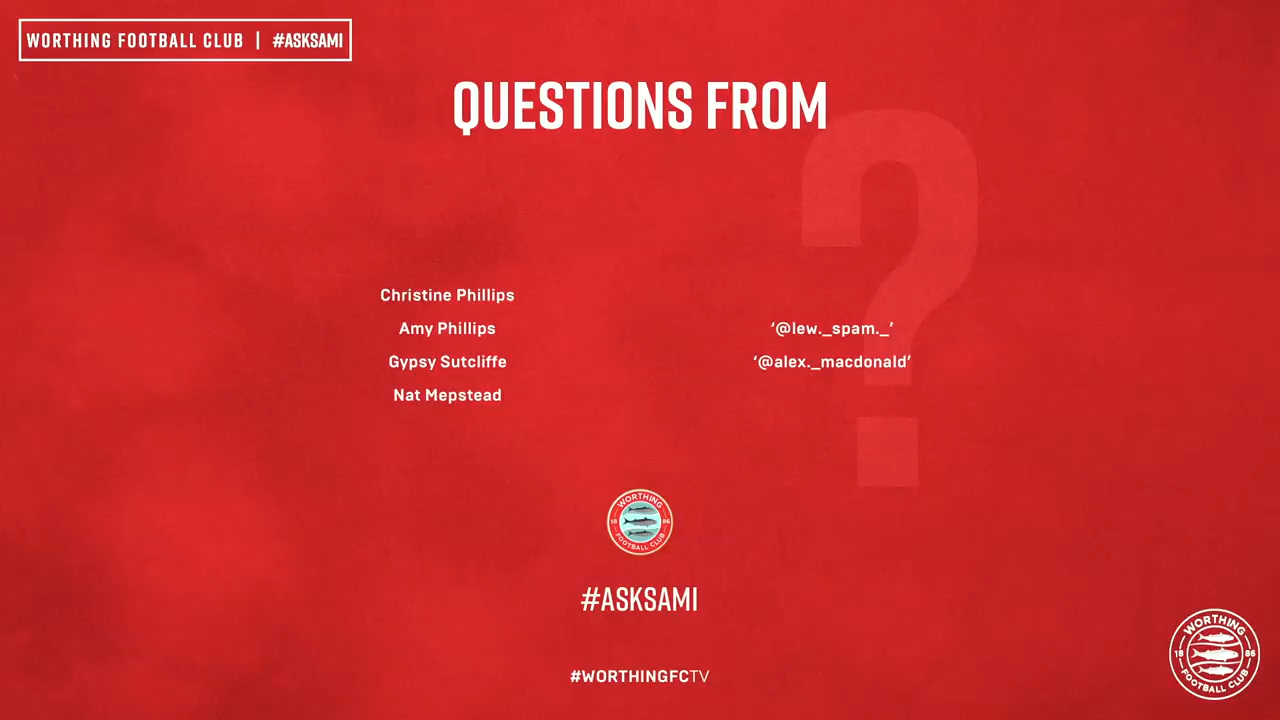 WORTHING FOOTBALL CLUB | #ASKSAMI
QUESTIONS FROM
Christine Phillips
Amy Phillips
Gypsy Sutcliffe
Nat Mepstead
‘@lew._spam._’
‘@alex._macdonald’
WORTHING
18 86
FOOTBALL CLUB
#ASKSAMI
#WORTHINGFCTV
WORTHING
18 86
FOOTBALL CLUB